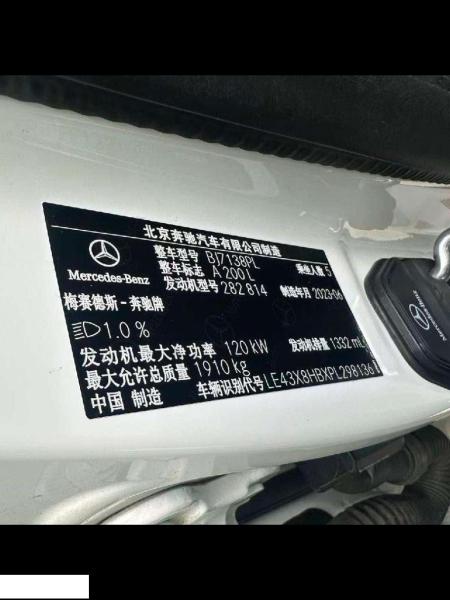 北京奔驰汽车有限公司制造
整车型号 BJ7138PL 乘坐人数 5
整车标志 A 200 L
发动机型号 282 814 制造年月 2023-06
Mercedes-Benz
梅赛德斯-奔驰牌
1.0 %
发动机最大净功率 120 kW 发动机排量 1332 mL
最大允许总质量 1910 kg
中国 制造 车辆识别代号 LE43X8HBXPL298136
Mercedes-Benz